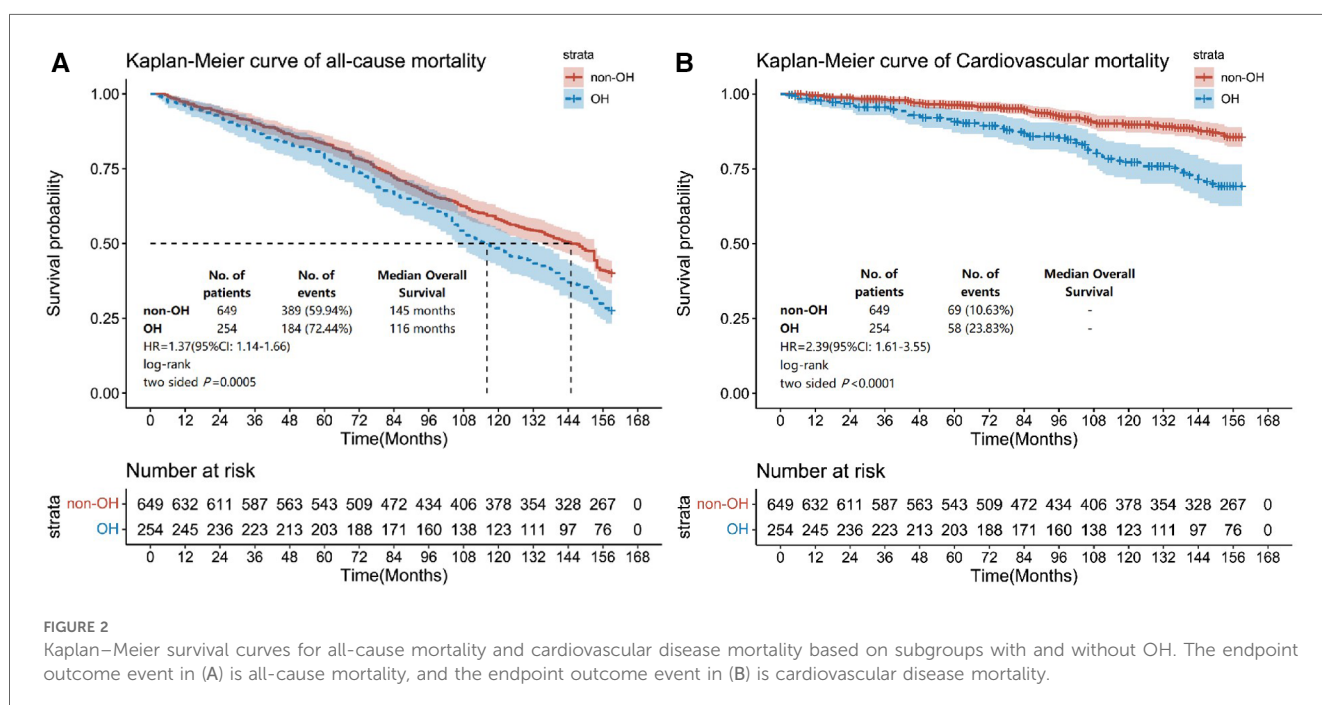 A
Kaplan-Meier curve of all-cause mortality
strata
non-OH
OH
Survival probability
1.00
0.75
0.50
0.25
0.00
No. of patients No. of events Median Overall Survival
non-OH 649 389 (59.94%) 145 months
OH 254 184 (72.44%) 116 months
HR=1.37(95%CI: 1.14-1.66)
log-rank
two sided P=0.0005
0 12 24 36 48 60 72 84 96 108 120 132 144 156 168
Time(Months)
Number at risk
strata
non-OH 649 632 611 587 563 543 509 472 434 406 378 354 328 267 0
OH 254 245 236 223 213 203 188 171 160 138 123 111 97 76 0
0 12 24 36 48 60 72 84 96 108 120 132 144 156 168
Time(Months)
B
Kaplan-Meier curve of Cardiovascular mortality
strata
non-OH
OH
Survival probability
1.00
0.75
0.50
0.25
0.00
No. of patients No. of events Median Overall Survival
non-OH 649 69 (10.63%) -
OH 254 58 (23.83%) -
HR=2.39(95%CI: 1.61-3.55)
log-rank
two sided P<0.0001
0 12 24 36 48 60 72 84 96 108 120 132 144 156 168
Time(Months)
Number at risk
strata
non-OH 649 632 611 587 563 543 509 472 434 406 378 354 328 267 0
OH 254 245 236 223 213 203 188 171 160 138 123 111 97 76 0
0 12 24 36 48 60 72 84 96 108 120 132 144 156 168
Time(Months)
FIGURE 2
Kaplan–Meier survival curves for all-cause mortality and cardiovascular disease mortality based on subgroups with and without OH. The endpoint
outcome event in (A) is all-cause mortality, and the endpoint outcome event in (B) is cardiovascular disease mortality.